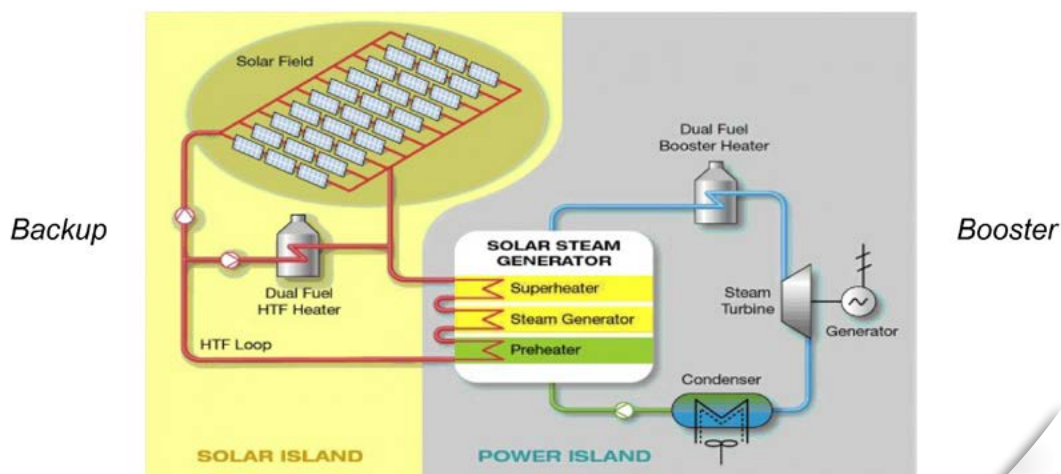 Solar Field
Dual Fuel
Booster Heater
Backup
Booster
SOLAR STEAM
GENERATOR
Superheater
Steam Generator
Preheater
Dual Fuel
HTF Heater
Steam
Turbine
Generator
HTF Loop
Condenser
SOLAR ISLAND
POWER ISLAND